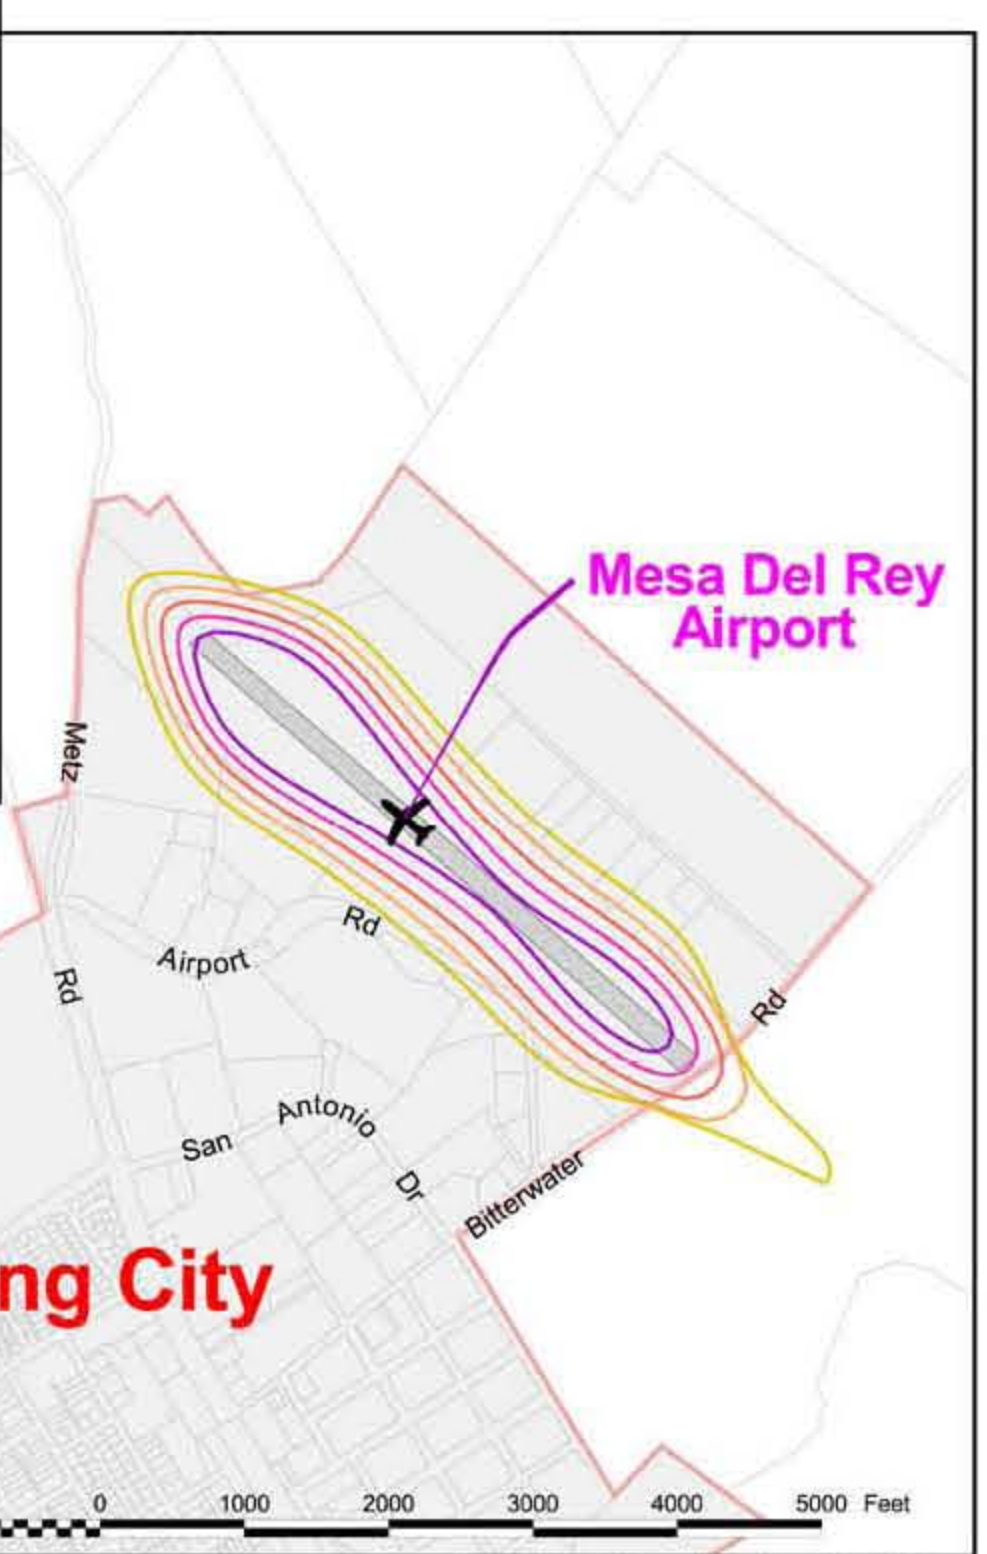 Mesa Del Rey
Airport
Metz
Rd
Airport
Rd
Rd
San
Antonio
Dr
Bitterwater
ng City
0 1000 2000 3000 4000 5000 Feet